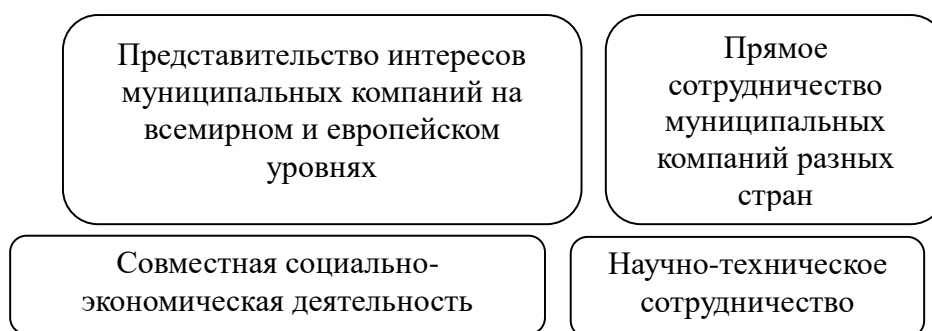 Представительство интересов
муниципальных компаний на
всемирном и европейском
уровнях
Прямое
сотрудничество
муниципальных
компаний разных
стран
Совместная социально-
экономическая деятельность
Научно-техническое
сотрудничество